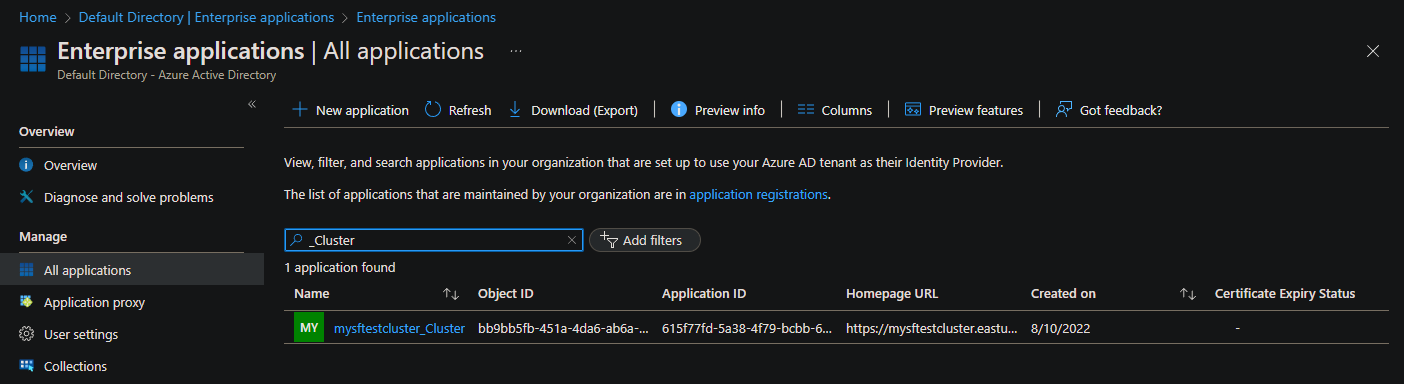 Home > Default Directory | Enterprise applications > Enterprise applications
Enterprise applications | All applications ...
Default Directory - Azure Active Directory
«
New application Refresh Download (Export) Preview info Columns Preview features Got feedback?
Overview
Overview
Diagnose and solve problems
Manage
All applications
Application proxy
User settings
Collections
View, filter, and search applications in your organization that are set up to use your Azure AD tenant as their Identity Provider.
The list of applications that are maintained by your organization are in application registrations.
_Cluster Add filters
1 application found
Name Object ID Application ID Homepage URL Created on Certificate Expiry Status
MY mysftestcluster_Cluster bb9bb5fb-451a-4da6-ab6a-... 615f77fd-5a38-4f79-bcbb-6... https://mysftestcluster.eastu... 8/10/2022 -